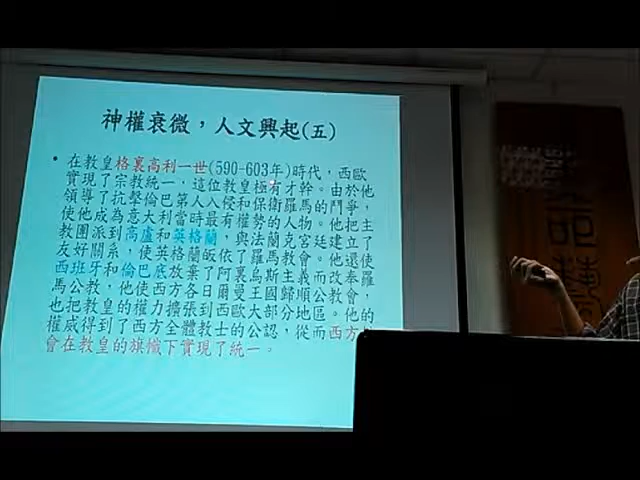 神權衰微，人文興起(五)
• 在教皇格裏高利一世(590-603年)時代，西歐
實現了宗教統一，這位教皇極有才幹。由於他
領導了抗擊倫巴第人入侵和保衛羅馬的鬥爭，
使他成為意大利當時最有權勢的人物。他把主
教團派到高盧和英格蘭，與法蘭克宮廷建立了
友好關系，使英格蘭皈依了羅馬教會。他還使
西班牙和倫巴底放棄了阿裏烏斯主義而改奉羅
馬公教，他使西方各日爾曼王國歸順公教會，
也把教皇的權力擴張到西歐大部分地區。他的
權威得到了西方全體教士的公認，從而西方
會在教皇的旗幟下實現了統一。